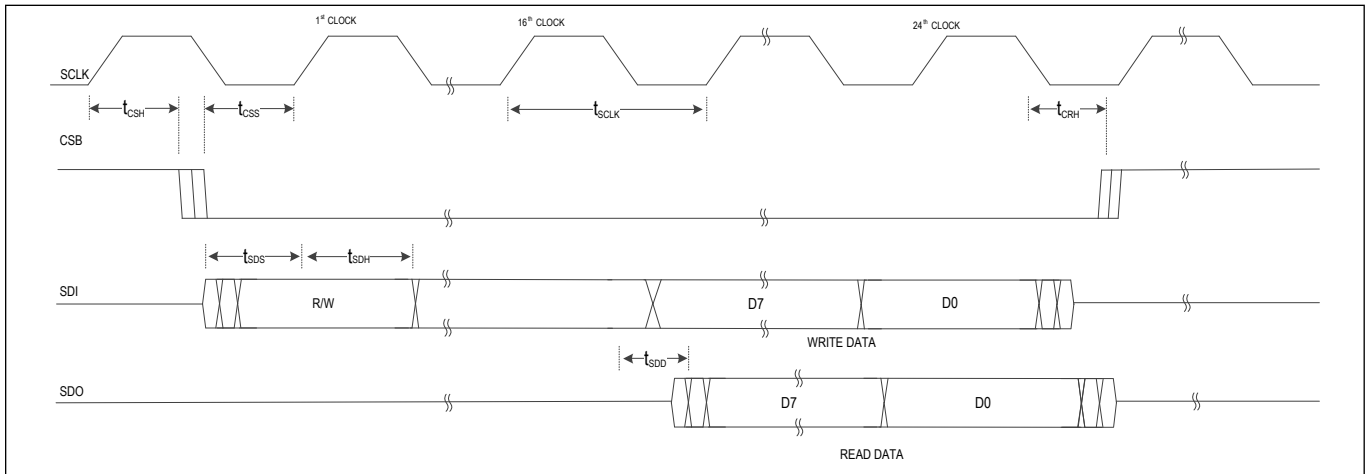 1st CLOCK
16th CLOCK
24th CLOCK
SCLK
tCSH
tCSS
tSCLK
tCRH
CSB
tSDS
tSDH
SDI
R/W
D7
D0
WRITE DATA
tSDD
SDO
D7
D0
READ DATA